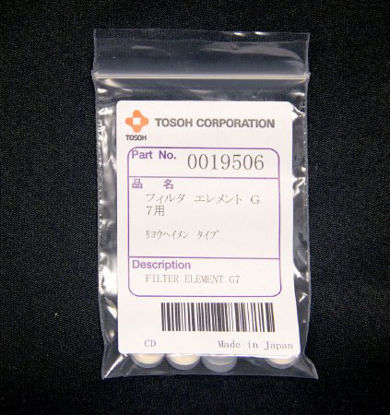 TOSOH CORPORATION
TOSOH
Part No. 0019506
品 名
フィルタ エレメント G
7用
ﾘﾖｳヘイメン タイプ
Description
FILTER ELEMENT G7
CD Made in Japan